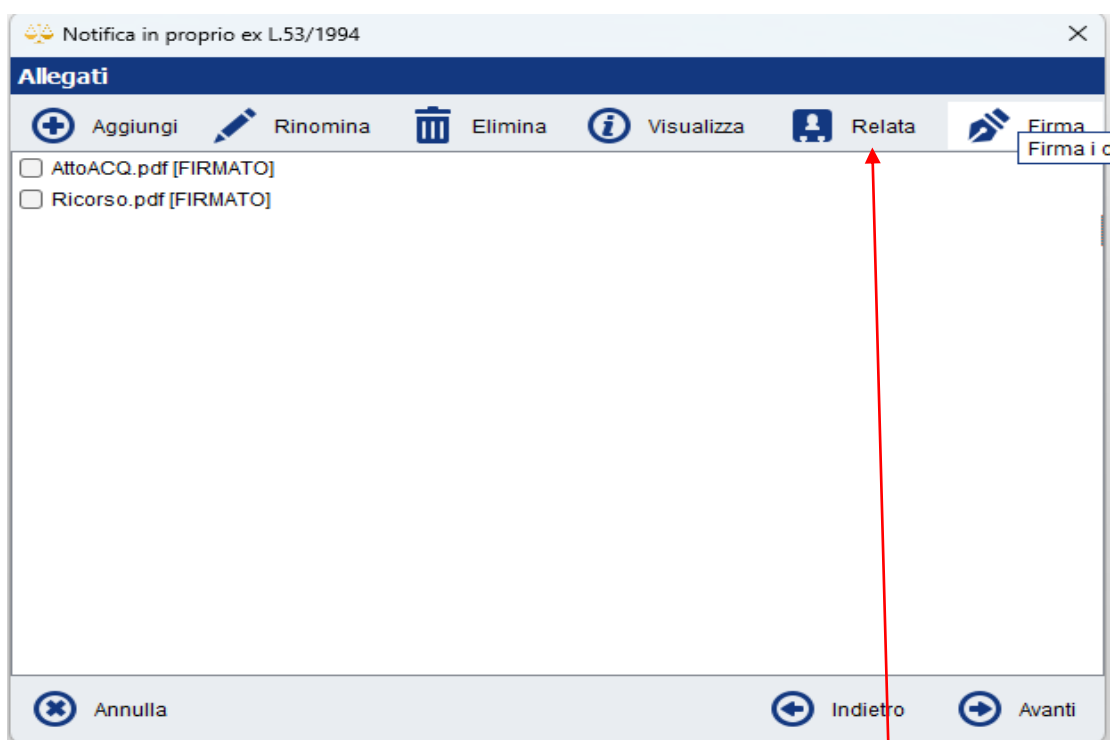 Notifica in proprio ex L.53/1994
Allegati
Aggiungi Rinomina Elimina Visualizza Relata Firma
Firma i
AttoACQ.pdf [FIRMATO]
Ricorso.pdf [FIRMATO]
Annulla Indietro Avanti